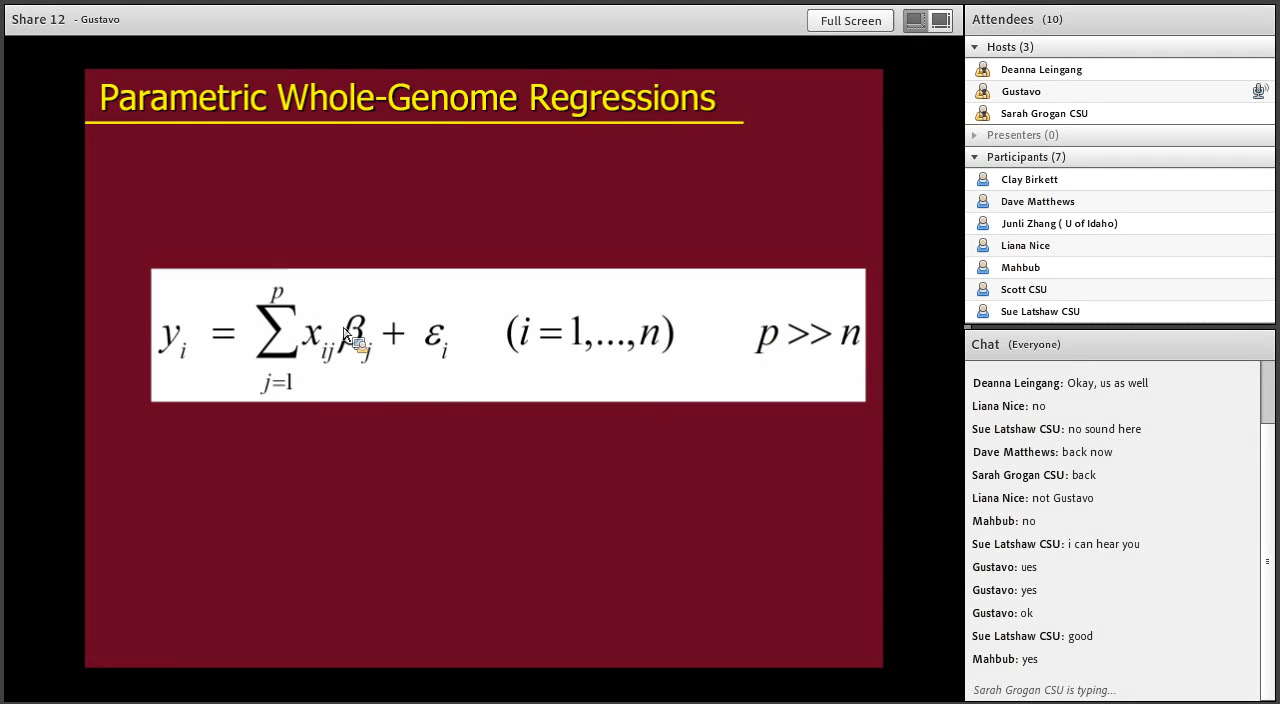 Share 12 - Gustavo
Full Screen
Parametric Whole-Genome Regressions
p
y_i = ∑ x_ij β_j + ε_i (i = 1,...,n) p >> n
j=1
Attendees (10)
Hosts (3)
Deanna Leingang
Gustavo
Sarah Grogan CSU
Presenters (0)
Participants (7)
Clay Birkett
Dave Matthews
Junli Zhang ( U of Idaho)
Liana Nice
Mahbub
Scott CSU
Sue Latshaw CSU
Chat (Everyone)
Deanna Leingang: Okay, us as well
Liana Nice: no
Sue Latshaw CSU: no sound here
Dave Matthews: back now
Sarah Grogan CSU: back
Liana Nice: not Gustavo
Mahbub: no
Sue Latshaw CSU: i can hear you
Gustavo: ues
Gustavo: yes
Gustavo: ok
Sue Latshaw CSU: good
Mahbub: yes
Sarah Grogan CSU is typing...